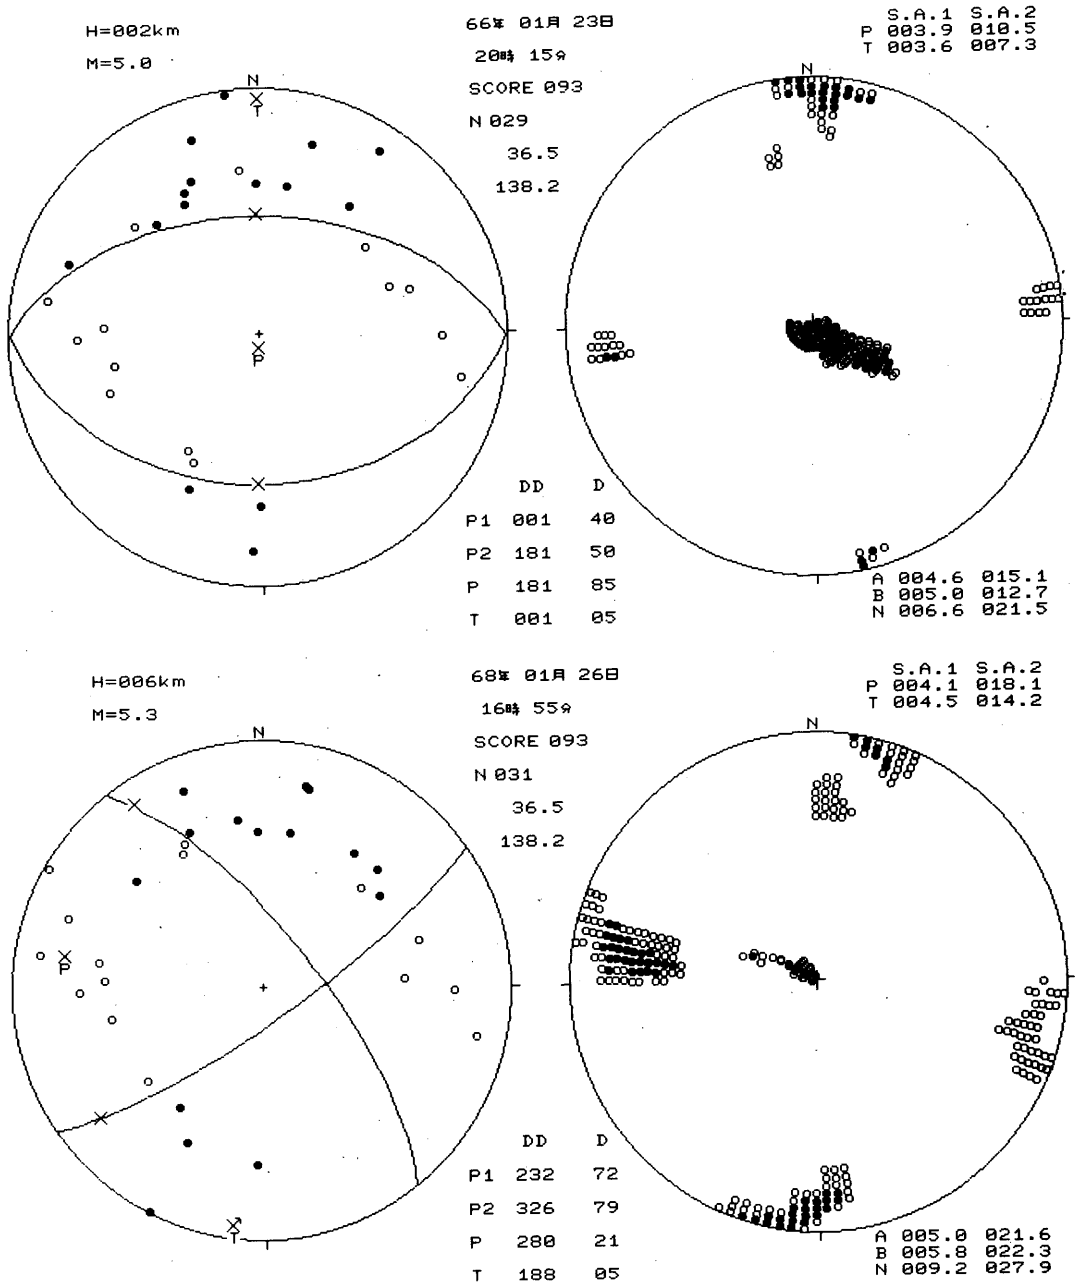 H=002km
M=5.0
66年 01月 23日
20時 15分
SCORE 093
N 029
36.5
138.2
S.A.1 S.A.2
P 003.9 010.5
T 003.6 007.3
N
T
P
N
DD D
P1 001 40
P2 181 50
P 181 85
T 001 05
A 004.6 015.1
B 005.0 012.7
N 006.6 021.5
H=006km
M=5.3
68年 01月 26日
16時 55分
SCORE 093
N 031
36.5
138.2
S.A.1 S.A.2
P 004.1 018.1
T 004.5 014.2
N
P
T
N
DD D
P1 232 72
P2 326 79
P 280 21
T 188 05
A 005.0 021.6
B 005.8 022.3
N 009.2 027.9